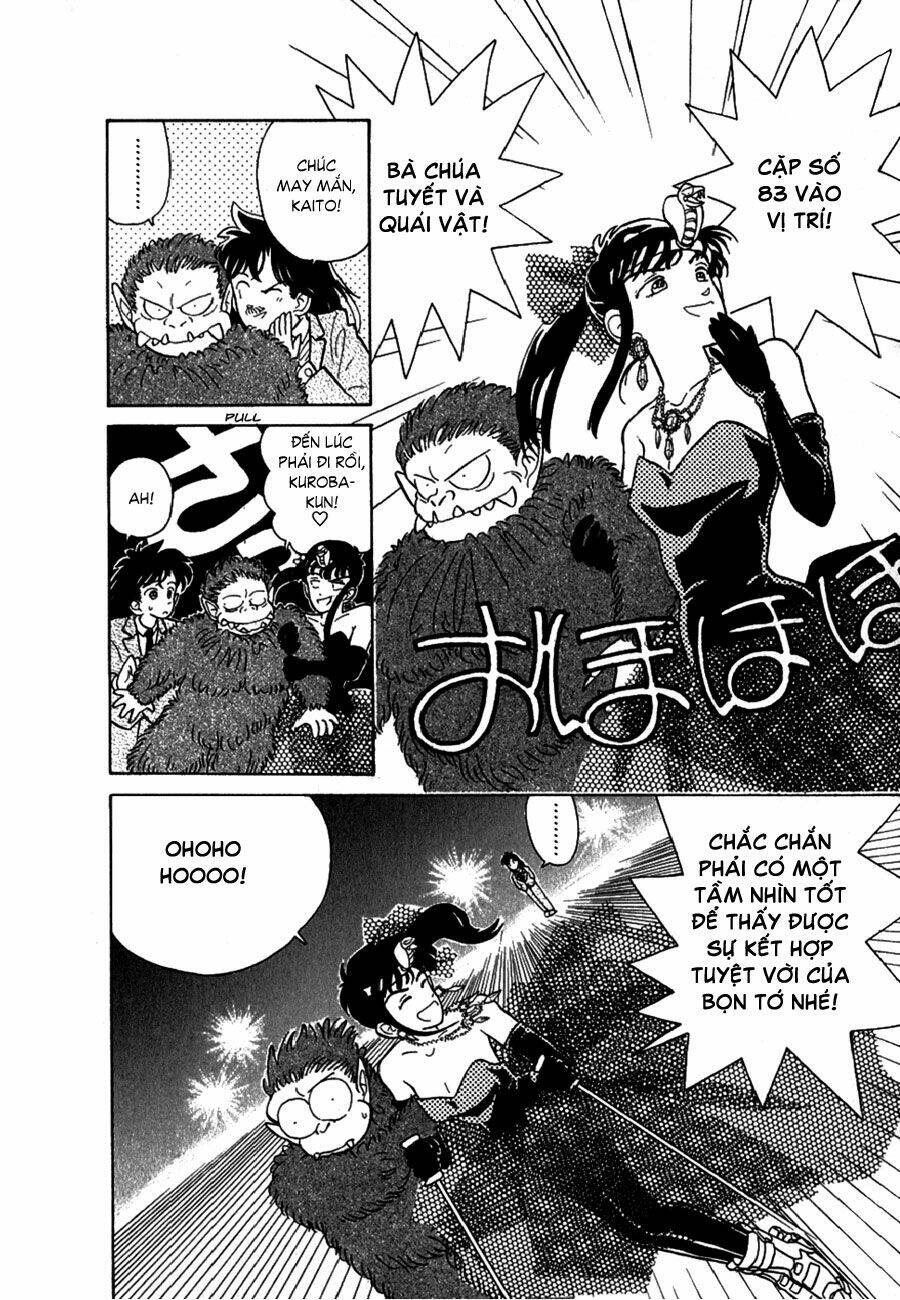 CẶP SỐ
83 VÀO
VỊ TRÍ!
BÀ CHÚA
TUYẾT VÀ
QUÁI VẬT!
おほほほ
CHÚC
MAY MẮN,
KAITO!
..........
PULL
ĐẾN LÚC
PHẢI ĐI RỒI,
KUROBA-
KUN!
♡
さっ
AH!
CHẮC CHẮN
PHẢI CÓ MỘT
TẦM NHÌN TỐT
ĐỂ THẤY ĐƯỢC
SỰ KẾT HỢP
TUYỆT VỜI CỦA
BỌN TỚ NHÉ!
..........
OHOHO
HOOOO!